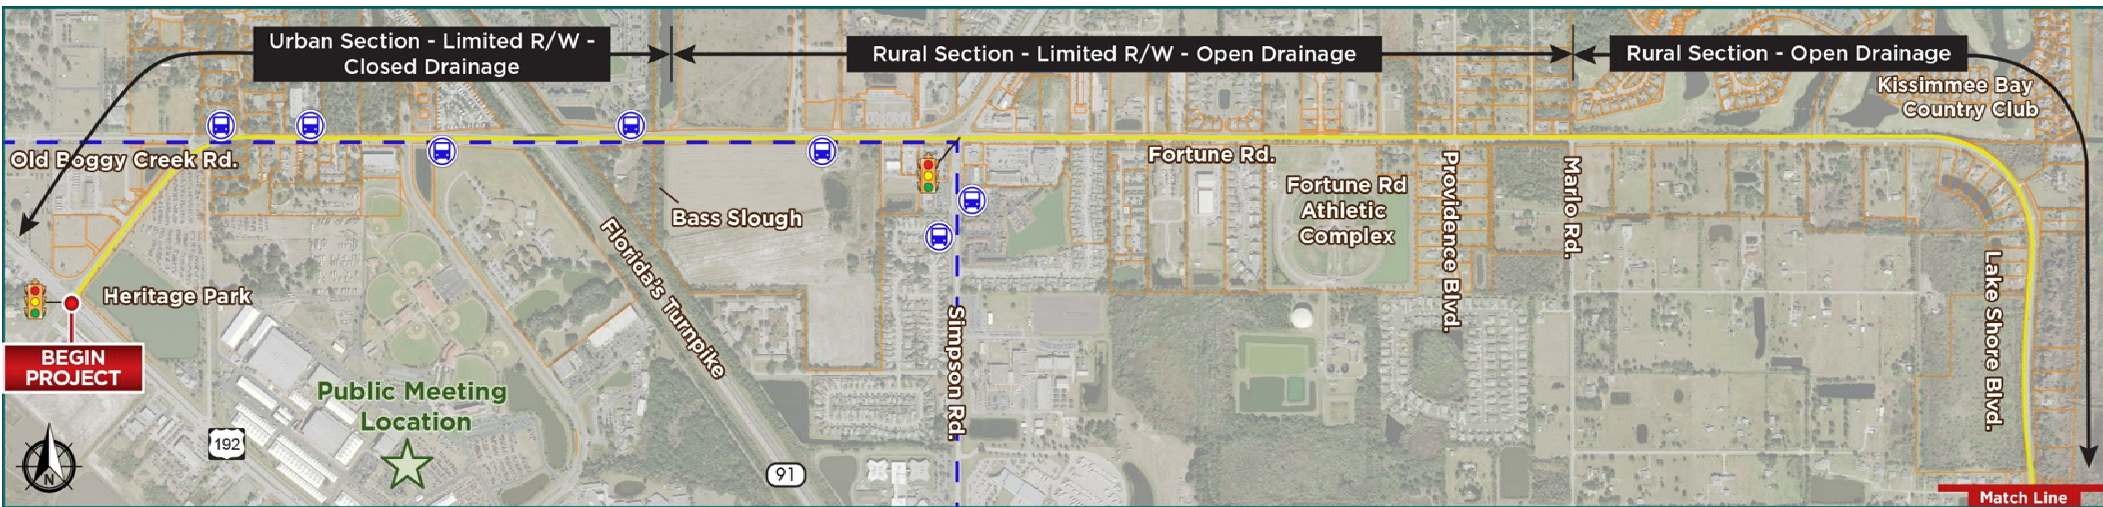 Urban Section - Limited R/W -
Closed Drainage
Rural Section - Limited R/W - Open Drainage
Rural Section - Open Drainage
Kissimmee Bay
Country Club
Old Boggy Creek Rd.
Fortune Rd.
Fortune Rd
Athletic
Complex
Providence Blvd.
Marlo Rd.
Bass Slough
Florida's Turnpike
Heritage Park
Simpson Rd.
Lake Shore Blvd.
BEGIN
PROJECT
Public Meeting
Location
192
91
N
Match Line